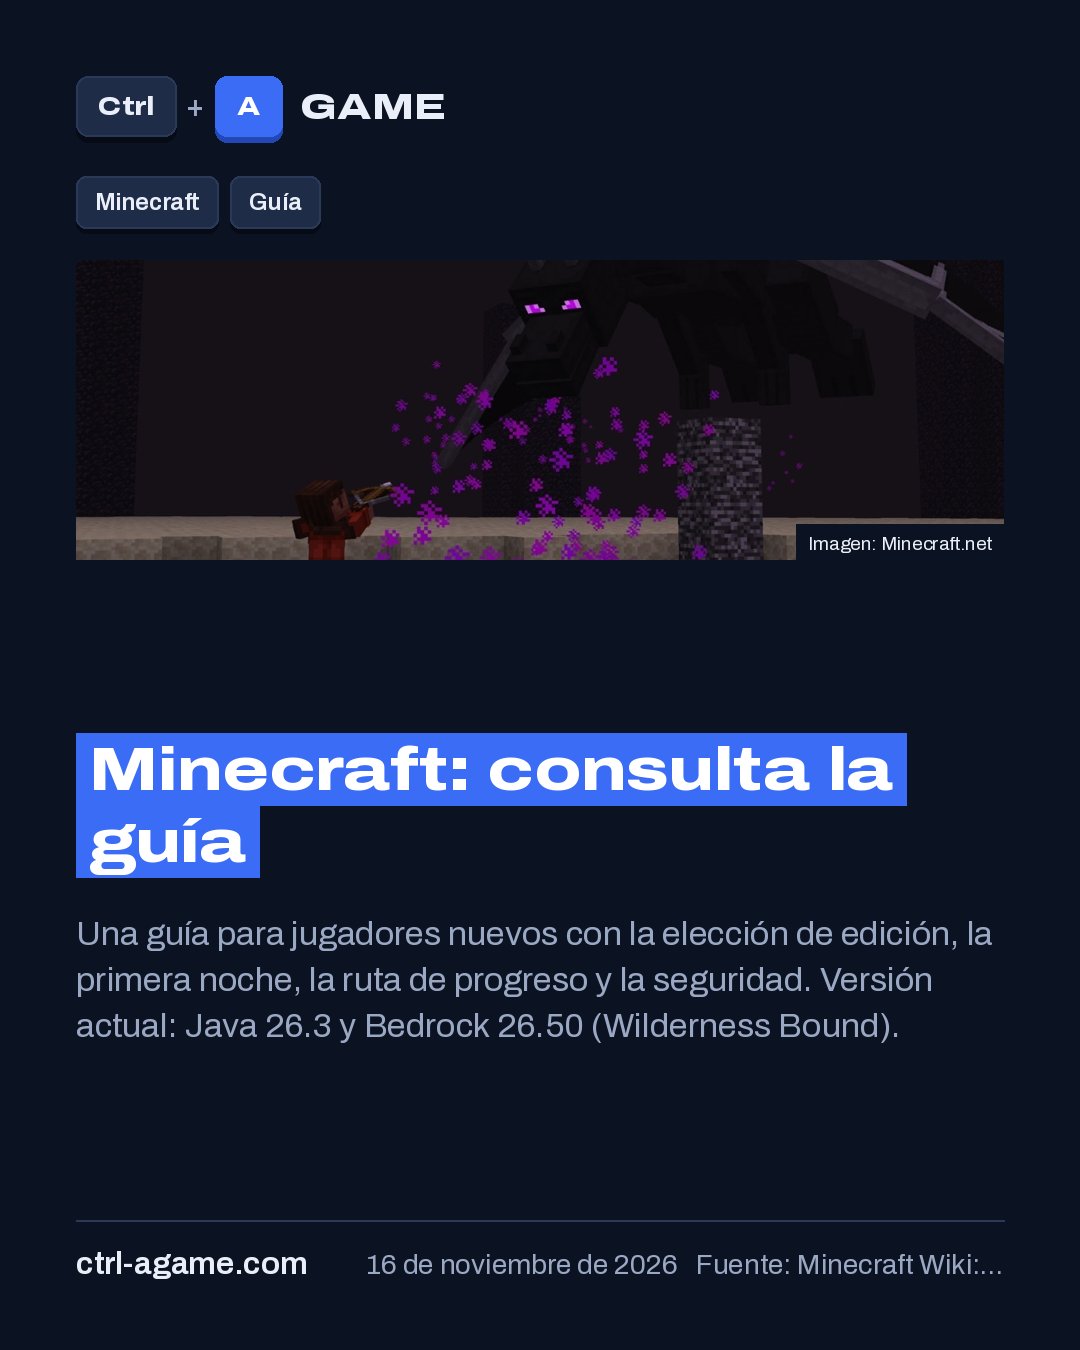 Ctrl + A GAME
Minecraft Guía
Imagen: Minecraft.net
Minecraft: consulta la
guía
Una guía para jugadores nuevos con la elección de edición, la
primera noche, la ruta de progreso y la seguridad. Versión
actual: Java 26.3 y Bedrock 26.50 (Wilderness Bound).
ctrl-agame.com 16 de noviembre de 2026 Fuente: Minecraft Wiki:...